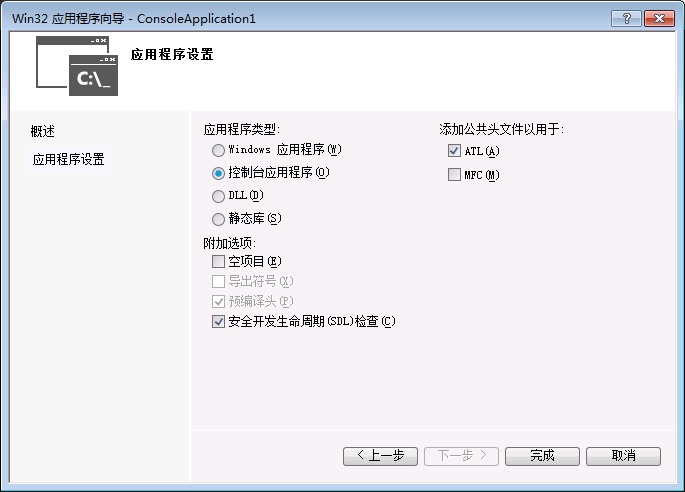 Win32 应用程序向导 - ConsoleApplication1
C:\_
应用程序设置
概述
应用程序设置
应用程序类型:
Windows 应用程序(W)
控制台应用程序(O)
DLL(D)
静态库(S)
附加选项:
空项目(E)
导出符号(X)
预编译头(P)
安全开发生命周期(SDL)检查(C)
添加公共头文件以用于:
ATL(A)
MFC(M)
< 上一步
下一步 >
完成
取消